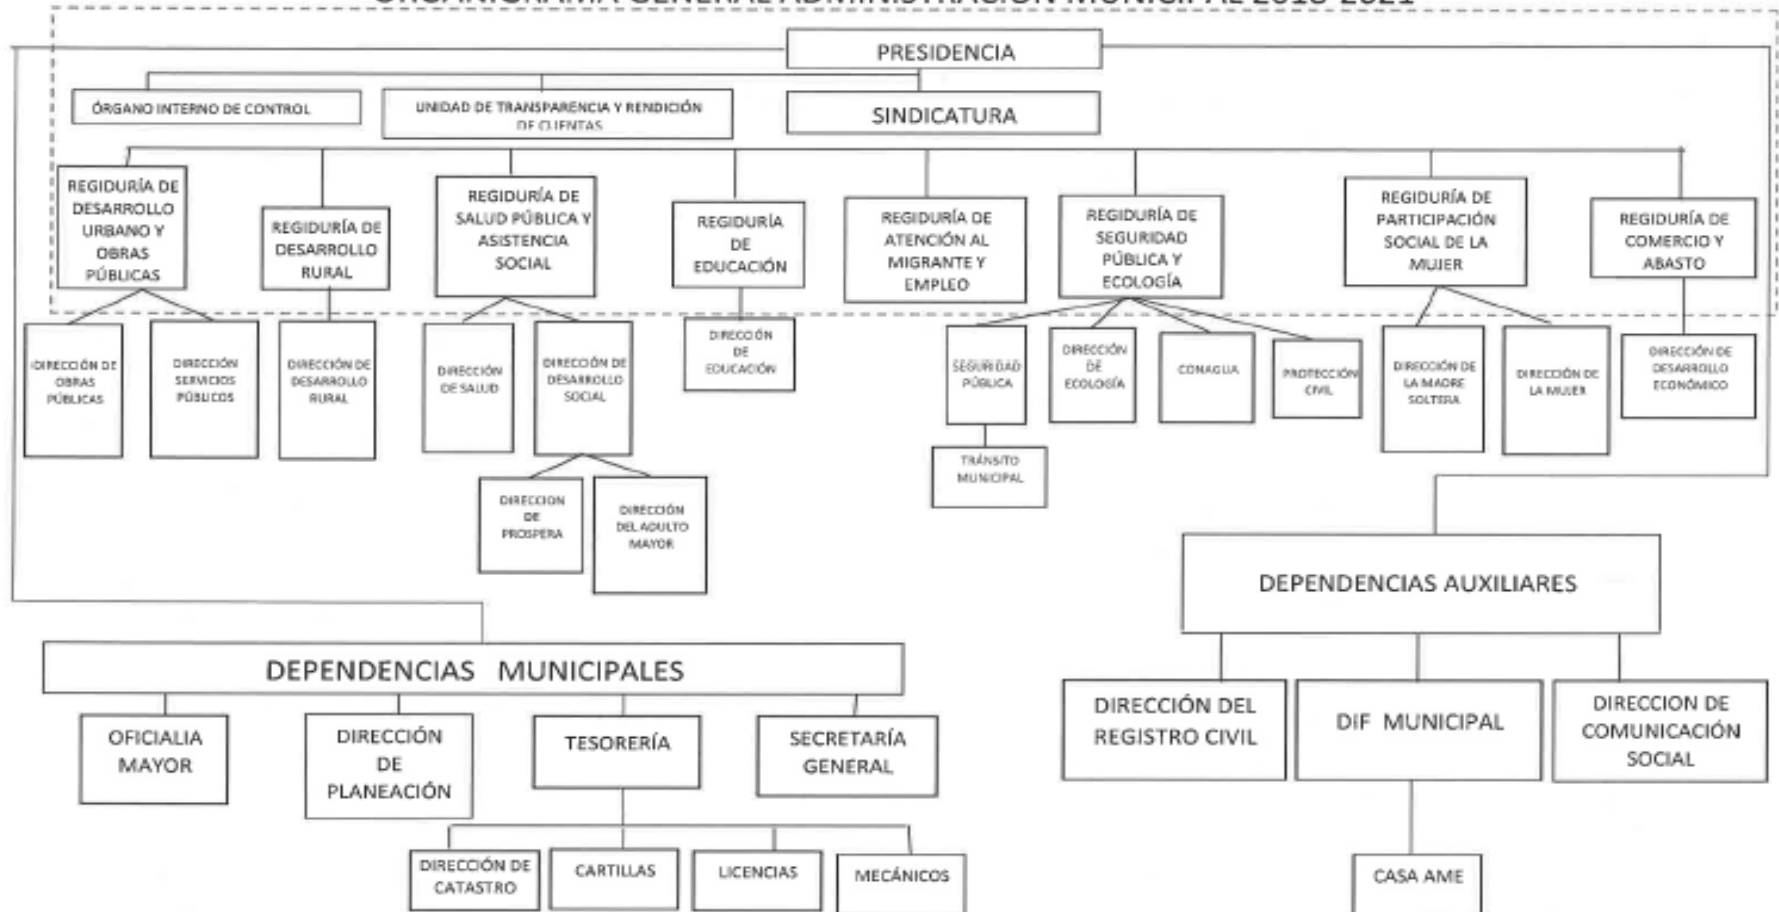 ORGANIGRAMA GENERAL ADMINISTRACIÓN MUNICIPAL 2018-2021
PRESIDENCIA
ÓRGANO INTERNO DE CONTROL
UNIDAD DE TRANSPARENCIA Y RENDICIÓN
DE CUENTAS
SINDICATURA
REGIDURÍA DE
DESARROLLO
URBANO Y
OBRAS
PÚBLICAS
REGIDURÍA DE
DESARROLLO
RURAL
REGIDURÍA DE
SALUD PÚBLICA Y
ASISTENCIA
SOCIAL
REGIDURÍA
DE
EDUCACIÓN
REGIDURÍA DE
ATENCIÓN AL
MIGRANTE Y
EMPLEO
REGIDURÍA DE
SEGURIDAD
PÚBLICA Y
ECOLOGÍA
REGIDURÍA DE
PARTICIPACIÓN
SOCIAL DE LA
MUJER
REGIDURÍA DE
COMERCIO Y
ABASTO
DIRECCIÓN DE
OBRAS
PÚBLICAS
DIRECCIÓN
SERVICIOS
PÚBLICOS
DIRECCIÓN DE
DESARROLLO
RURAL
DIRECCIÓN
DE SALUD
DIRECCIÓN DE
DESARROLLO
SOCIAL
DIRECCIÓN
DE
EDUCACIÓN
SEGURIDAD
PÚBLICA
DIRECCIÓN
DE
ECOLOGÍA
CONAGUA
PROTECCIÓN
CIVIL
DIRECCIÓN DE
LA MADRE
SOLTERA
DIRECCIÓN DE
LA MUJER
DIRECCIÓN DE
DESARROLLO
ECONÓMICO
TRÁNSITO
MUNICIPAL
DIRECCION
DE
PROSPERA
DIRECCIÓN
DEL ADULTO
MAYOR
DEPENDENCIAS AUXILIARES
DEPENDENCIAS MUNICIPALES
OFICIALIA
MAYOR
DIRECCIÓN
DE
PLANEACIÓN
TESORERÍA
SECRETARÍA
GENERAL
DIRECCIÓN DEL
REGISTRO CIVIL
DIF MUNICIPAL
DIRECCION DE
COMUNICACIÓN
SOCIAL
DIRECCIÓN DE
CATASTRO
CARTILLAS
LICENCIAS
MECÁNICOS
CASA AME